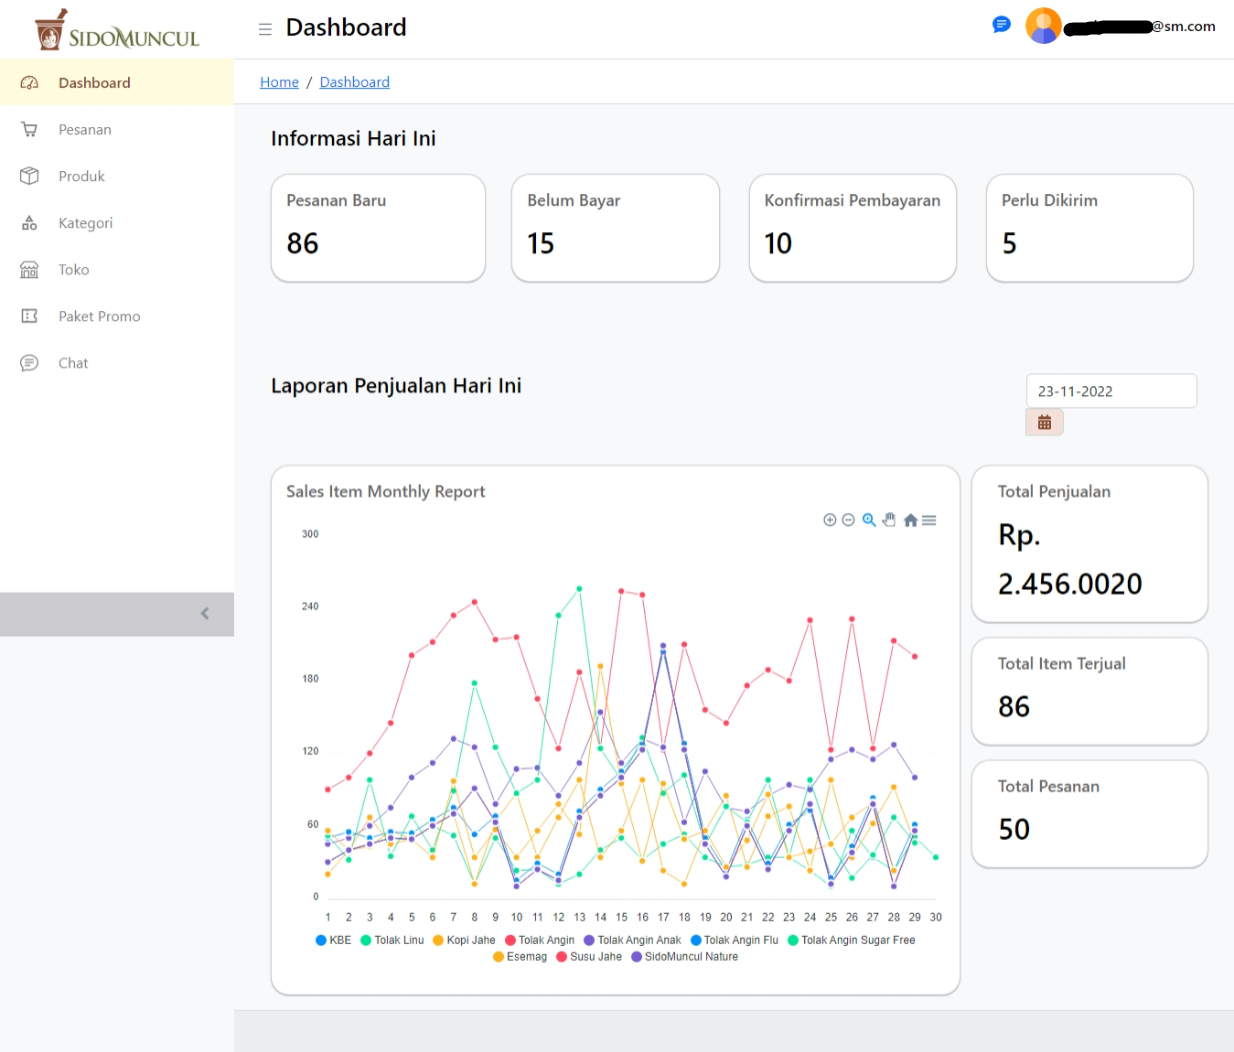 SIDOMUNCUL
Dashboard
@sm.com
Dashboard
Pesanan
Produk
Kategori
Toko
Paket Promo
Chat
Home / Dashboard
Informasi Hari Ini
Pesanan Baru
86
Belum Bayar
15
Konfirmasi Pembayaran
10
Perlu Dikirim
5
Laporan Penjualan Hari Ini
23-11-2022
Sales Item Monthly Report
300
240
180
120
60
0
1 2 3 4 5 6 7 8 9 10 11 12 13 14 15 16 17 18 19 20 21 22 23 24 25 26 27 28 29 30
KBE Tolak Linu Kopi Jahe Tolak Angin Tolak Angin Anak Tolak Angin Flu Tolak Angin Sugar Free
Esemag Susu Jahe SidoMuncul Nature
Total Penjualan
Rp.
2.456.0020
Total Item Terjual
86
Total Pesanan
50